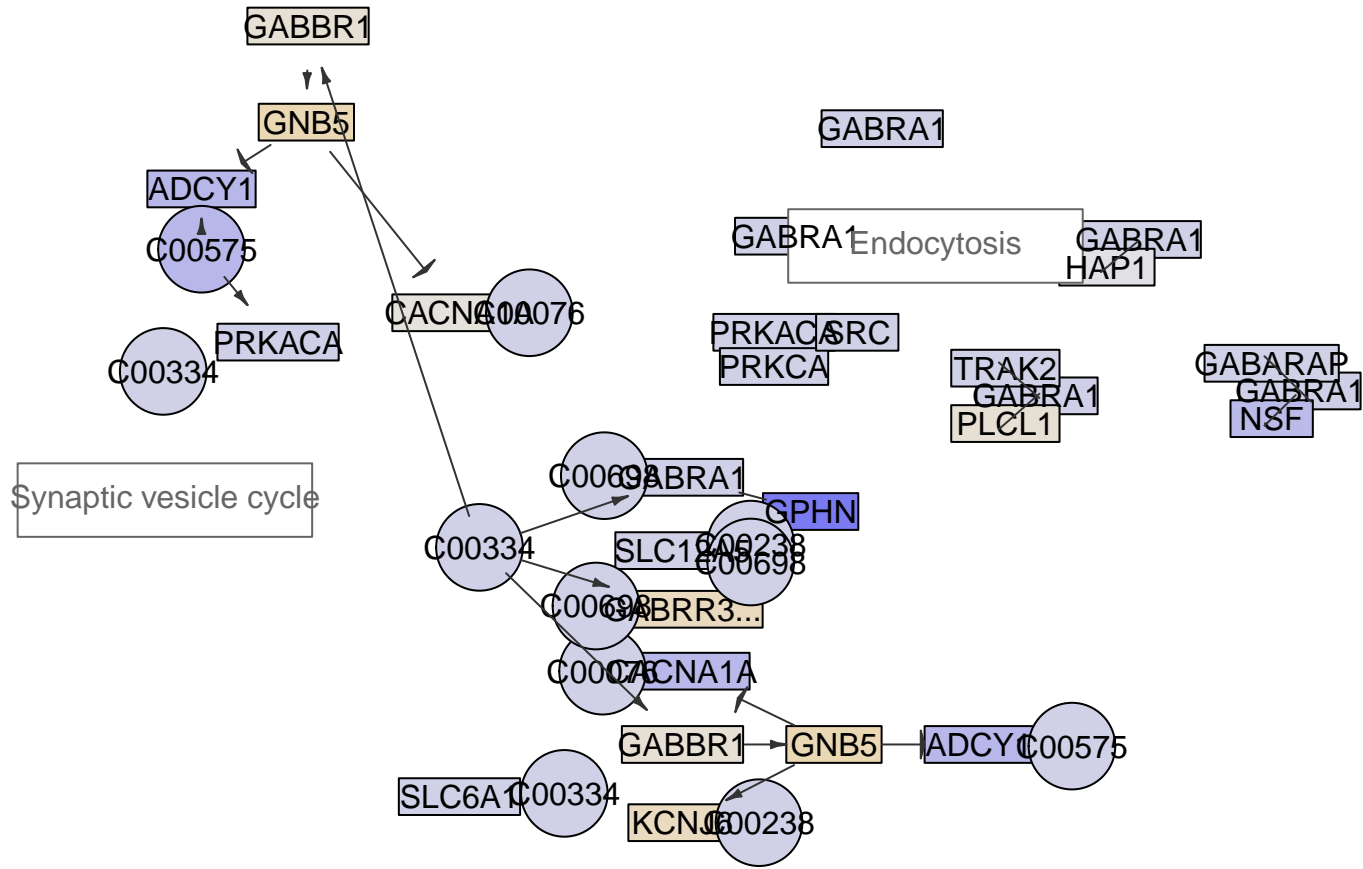 GABBR1
GNB5
GABRA1
ADCY1
C00575
GABRA1
Endocytosis
GABRA1
HAP1
CACNA1A
C00076
PRKACA
C00334
PRKACA
SRC
PRKCA
TRAK2
GABRA1
PLCL1
GABARAP
GABRA1
NSF
Synaptic vesicle cycle
C00698
GABRA1
GPHN
C00334
SLC12A5
C00238
C00698
C00698
GABRR3...
C00076
CACNA1A
GABBR1
GNB5
ADCY1
C00575
SLC6A1
C00334
KCNJ6
C00238